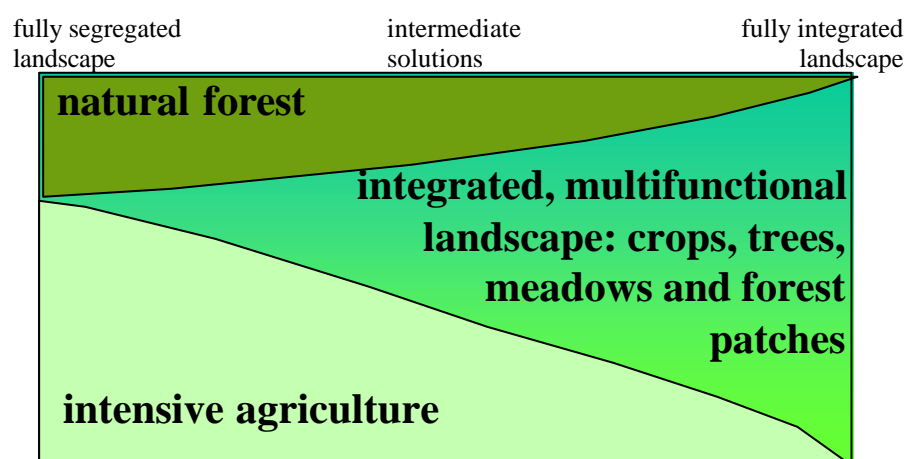 fully segregated
landscape
intermediate
solutions
fully integrated
landscape
natural forest
integrated, multifunctional
landscape: crops, trees,
meadows and forest
patches
intensive agriculture